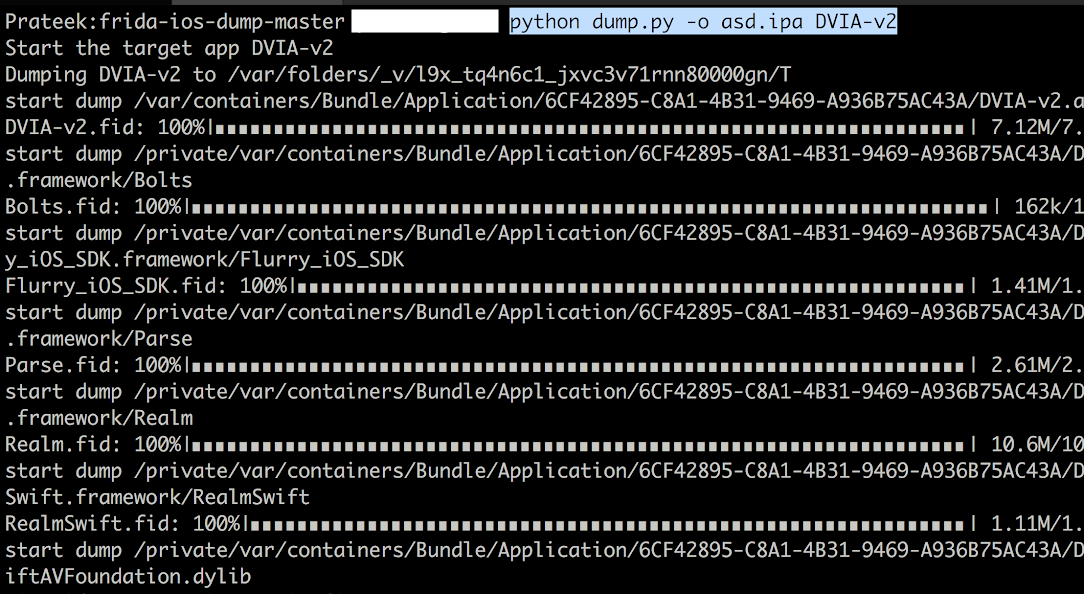 Prateek:frida-ios-dump-master python dump.py -o asd.ipa DVIA-v2
Start the target app DVIA-v2
Dumping DVIA-v2 to /var/folders/_v/l9x_tq4n6c1_jxvc3v71rnn80000gn/T
start dump /var/containers/Bundle/Application/6CF42895-C8A1-4B31-9469-A936B75AC43A/DVIA-v2.a
DVIA-v2.fid: 100%| | 7.12M/7.
start dump /private/var/containers/Bundle/Application/6CF42895-C8A1-4B31-9469-A936B75AC43A/D
.framework/Bolts
Bolts.fid: 100%| | 162k/1
start dump /private/var/containers/Bundle/Application/6CF42895-C8A1-4B31-9469-A936B75AC43A/D
y_iOS_SDK.framework/Flurry_iOS_SDK
Flurry_iOS_SDK.fid: 100%| | 1.41M/1.
start dump /private/var/containers/Bundle/Application/6CF42895-C8A1-4B31-9469-A936B75AC43A/D
.framework/Parse
Parse.fid: 100%| | 2.61M/2.
start dump /private/var/containers/Bundle/Application/6CF42895-C8A1-4B31-9469-A936B75AC43A/D
.framework/Realm
Realm.fid: 100%| | 10.6M/10
start dump /private/var/containers/Bundle/Application/6CF42895-C8A1-4B31-9469-A936B75AC43A/D
Swift.framework/RealmSwift
RealmSwift.fid: 100%| | 1.11M/1.
start dump /private/var/containers/Bundle/Application/6CF42895-C8A1-4B31-9469-A936B75AC43A/D
iftAVFoundation.dylib